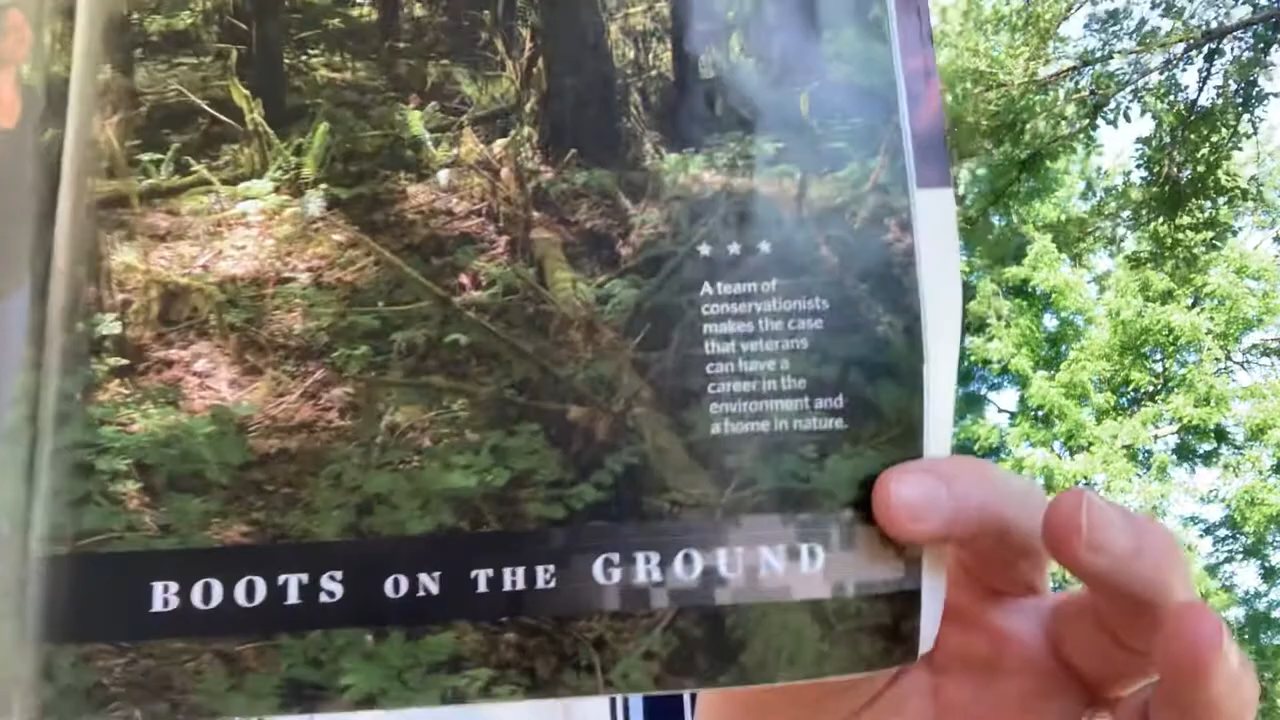 ★ ★ ★
A team of
conservationists
makes the case
that veterans
can have a
career in the
environment and
a home in nature.
BOOTS ON THE GROUND